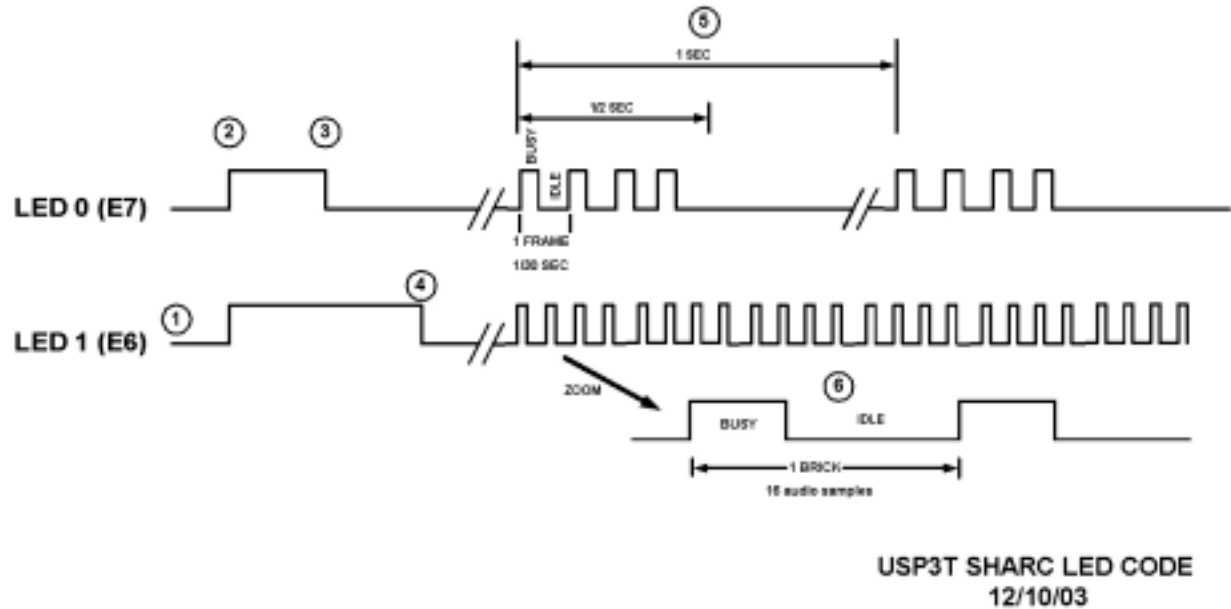 5
1 SEC
1/2 SEC
2
3
BUSY
IDLE
LED 0 (E7)
1 FRAME
1/30 SEC
1
4
LED 1 (E6)
ZOOM
6
BUSY
IDLE
1 BRICK
16 audio samples
USP3T SHARC LED CODE
12/10/03